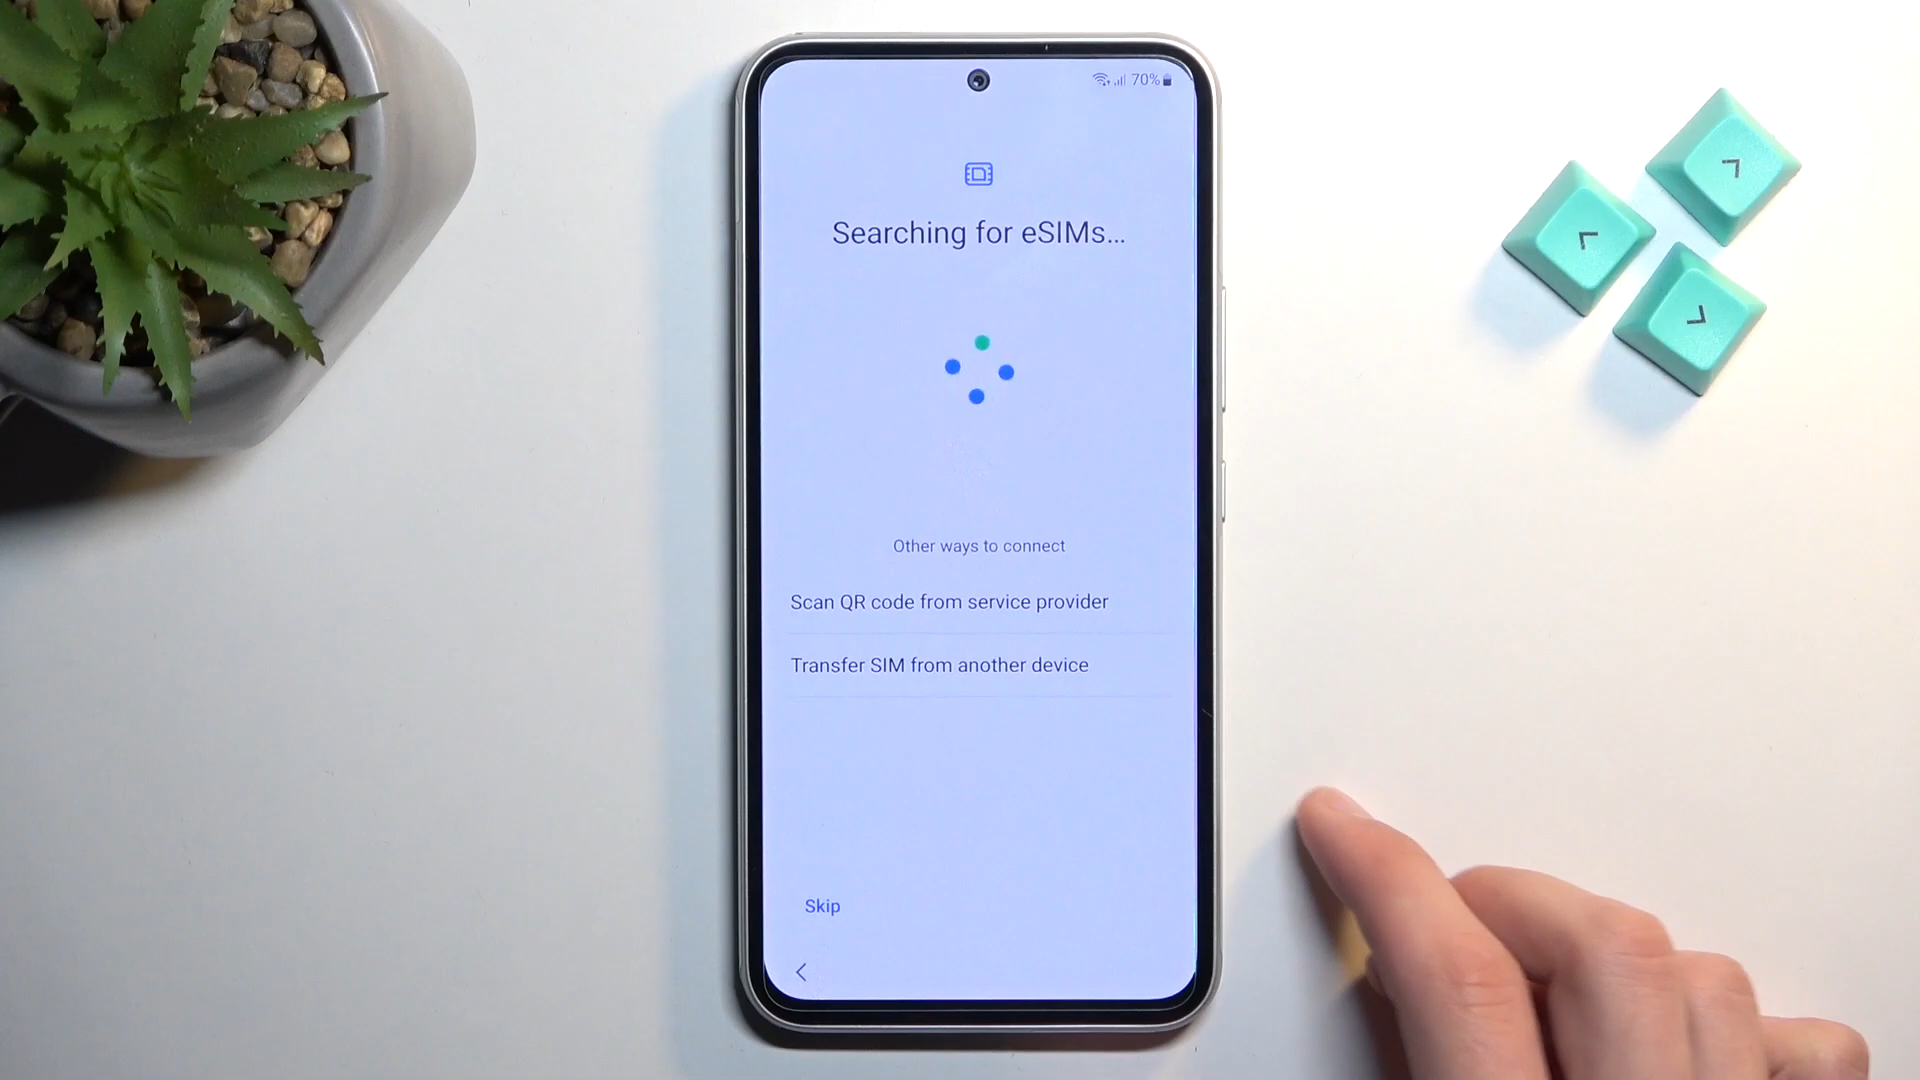 70%
Searching for eSIMs...
Other ways to connect
Scan QR code from service provider
Transfer SIM from another device
Skip